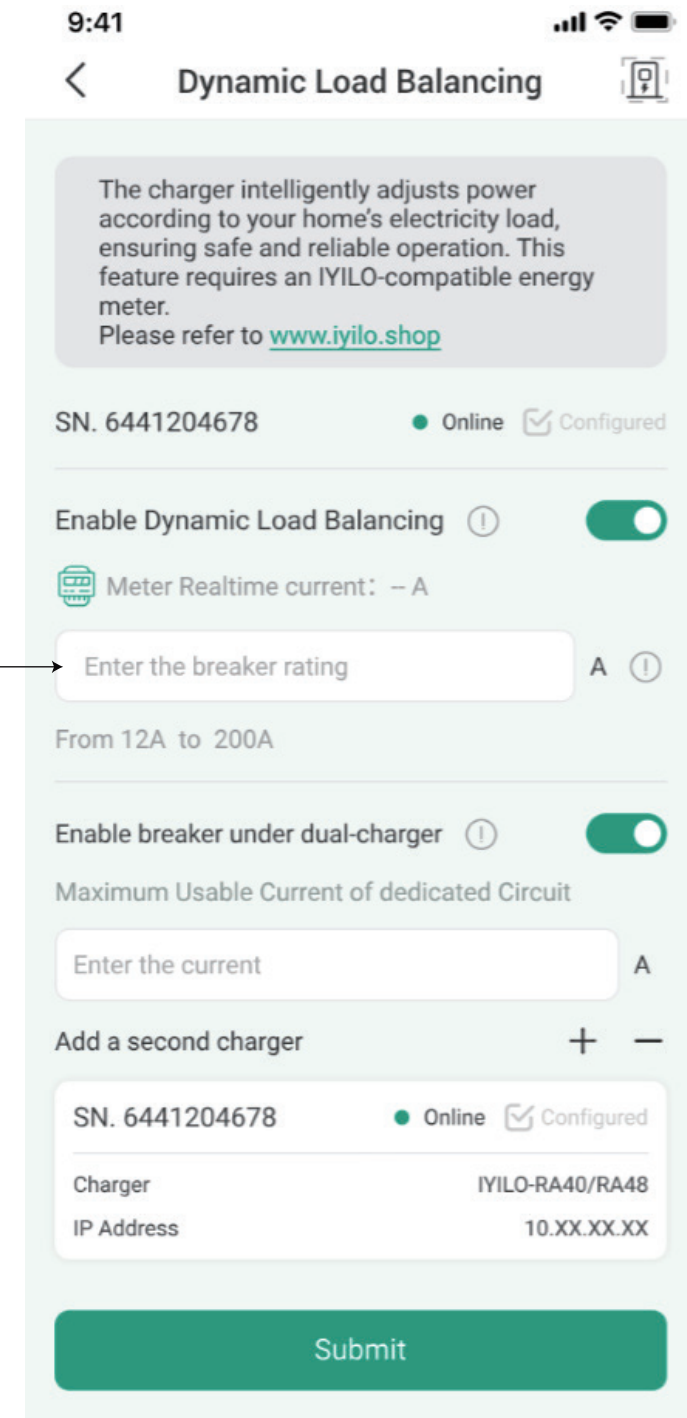 9:41
Dynamic Load Balancing
The charger intelligently adjusts power
according to your home's electricity load,
ensuring safe and reliable operation. This
feature requires an IYILO-compatible energy
meter.
Please refer to www.iyilo.shop
SN. 6441204678 Online Configured
Enable Dynamic Load Balancing
Meter Realtime current: -- A
Enter the breaker rating A
From 12A to 200A
Enable breaker under dual-charger
Maximum Usable Current of dedicated Circuit
Enter the current A
Add a second charger + −
SN. 6441204678 Online Configured
Charger IYILO-RA40/RA48
IP Address 10.XX.XX.XX
Submit